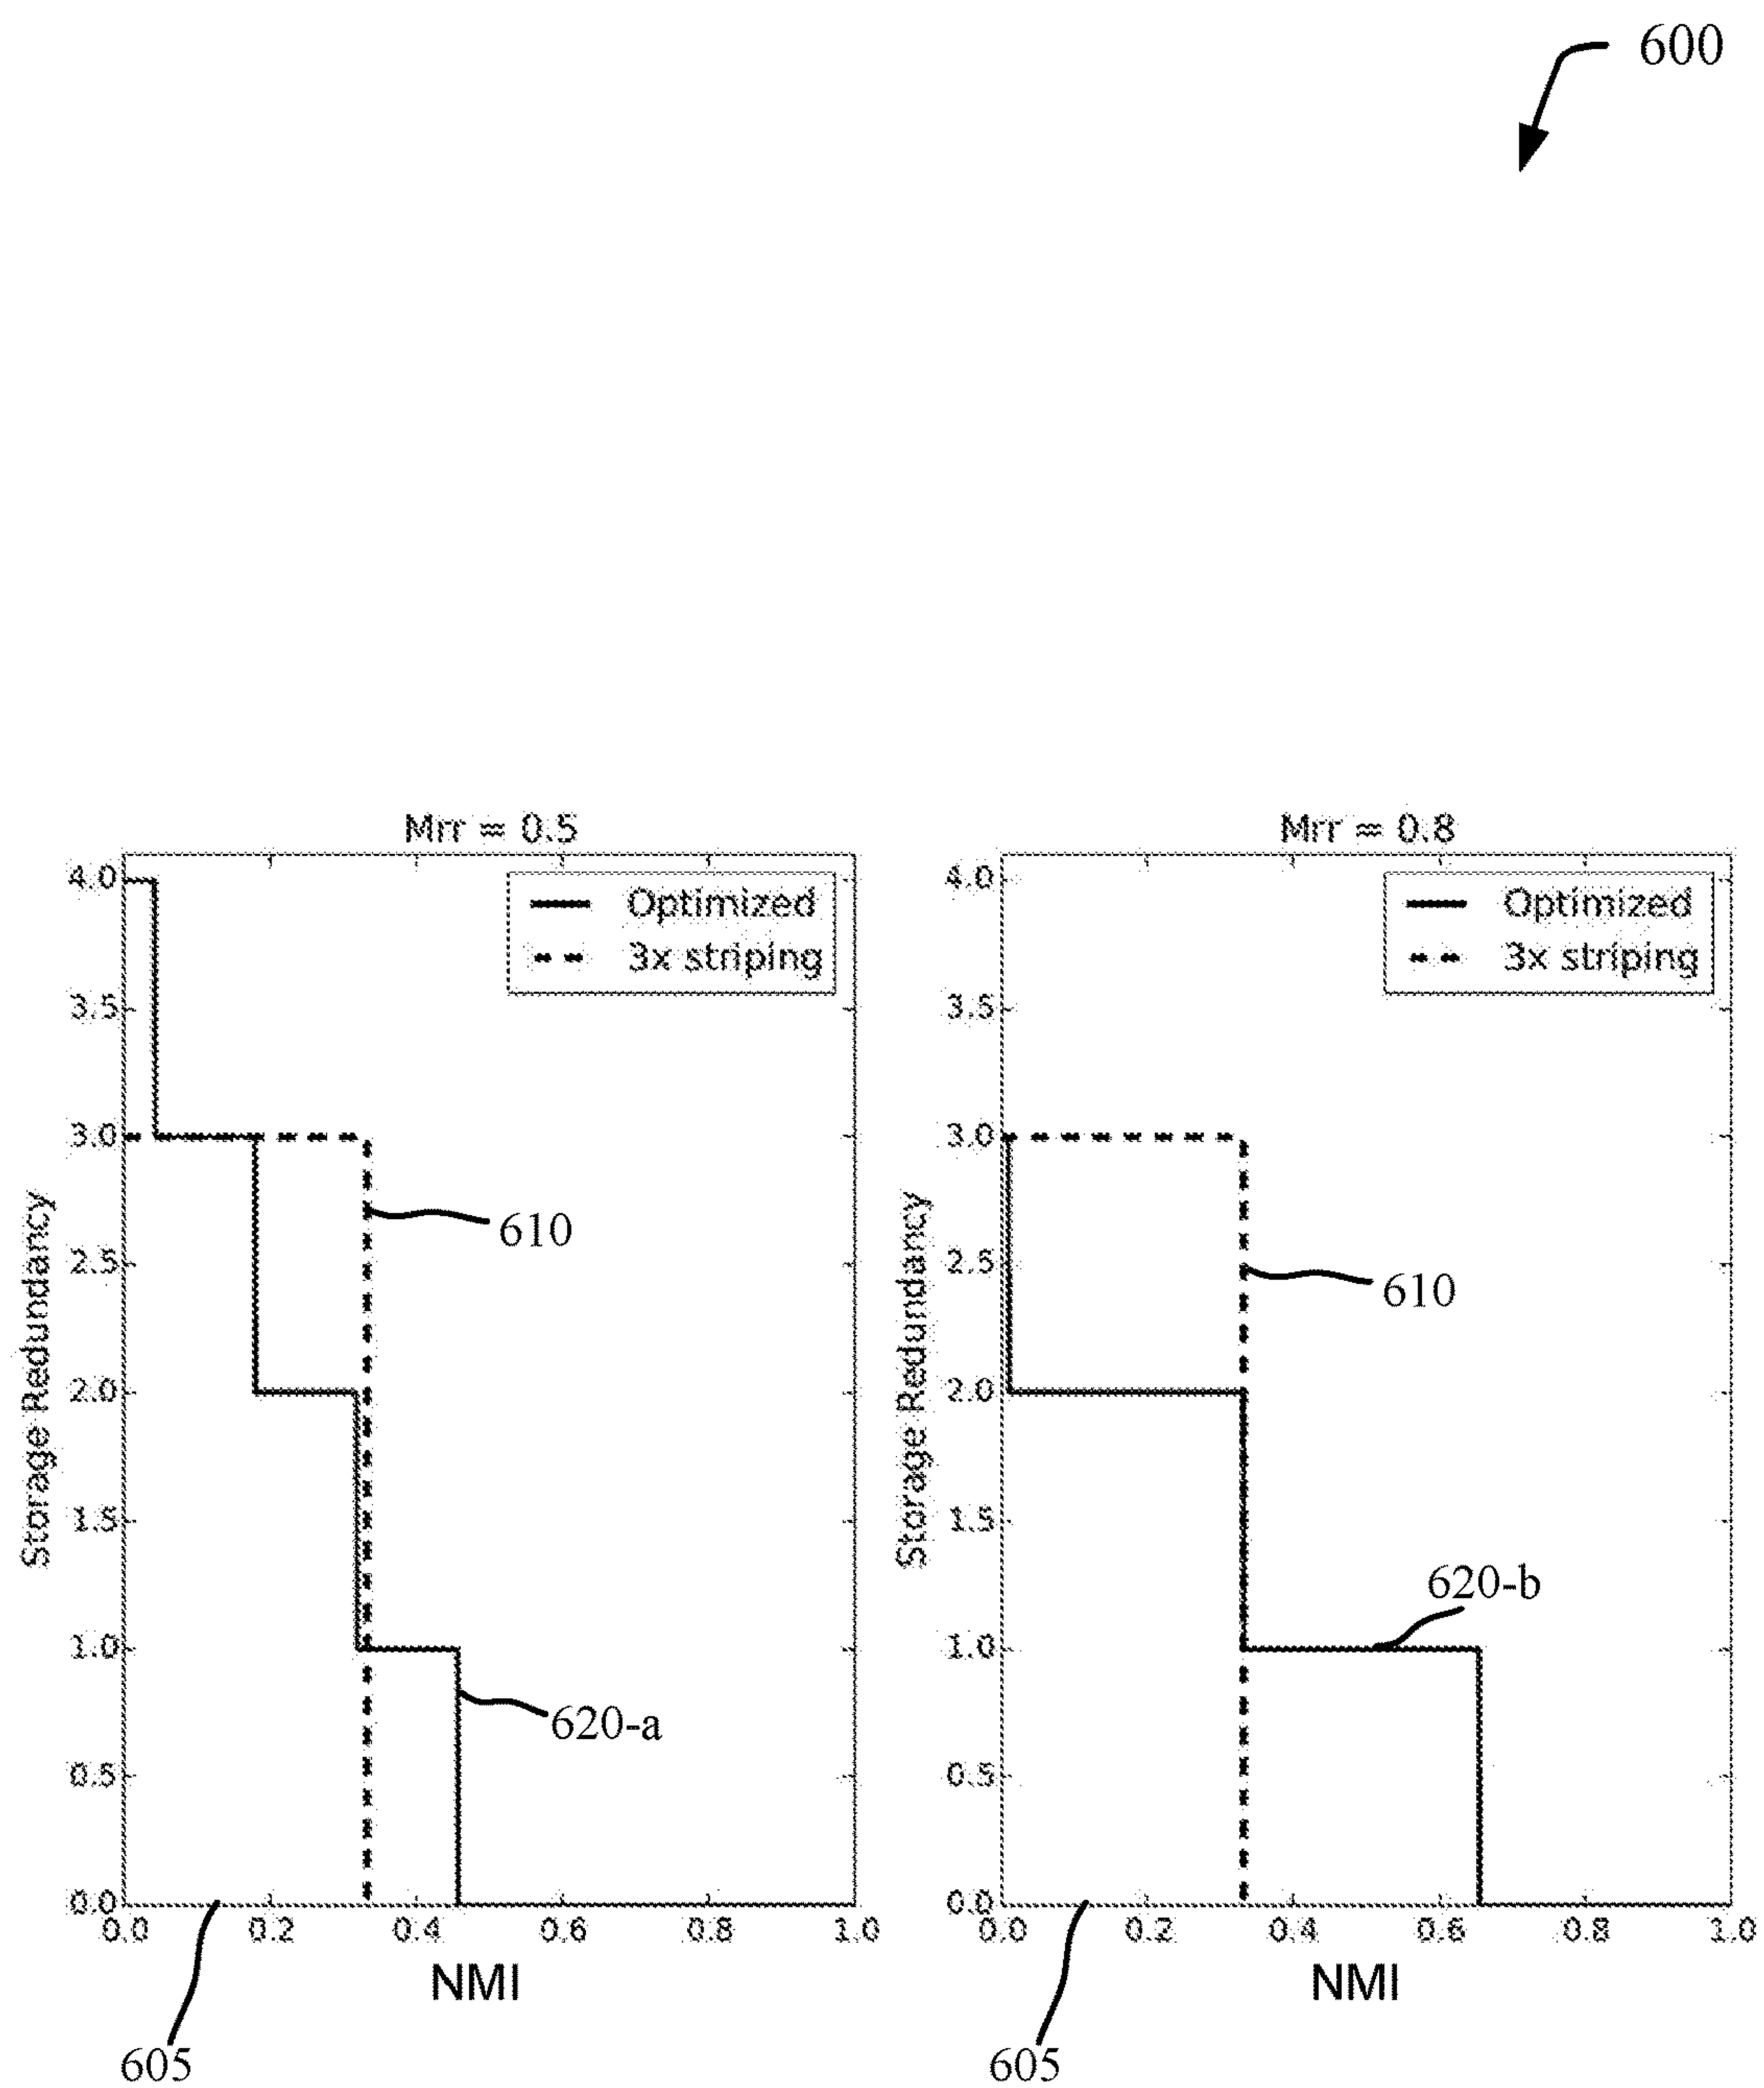 600
Mrr = 0.5
Optimized
3x striping
4.0
3.5
3.0
2.5
2.0
1.5
1.0
0.5
0.0
Storage Redundancy
610
620-a
0.0 0.2 0.4 0.6 0.8 1.0
NMI
605
Mrr = 0.8
Optimized
3x striping
4.0
3.5
3.0
2.5
2.0
1.5
1.0
0.5
0.0
Storage Redundancy
610
620-b
0.0 0.2 0.4 0.6 0.8 1.0
NMI
605